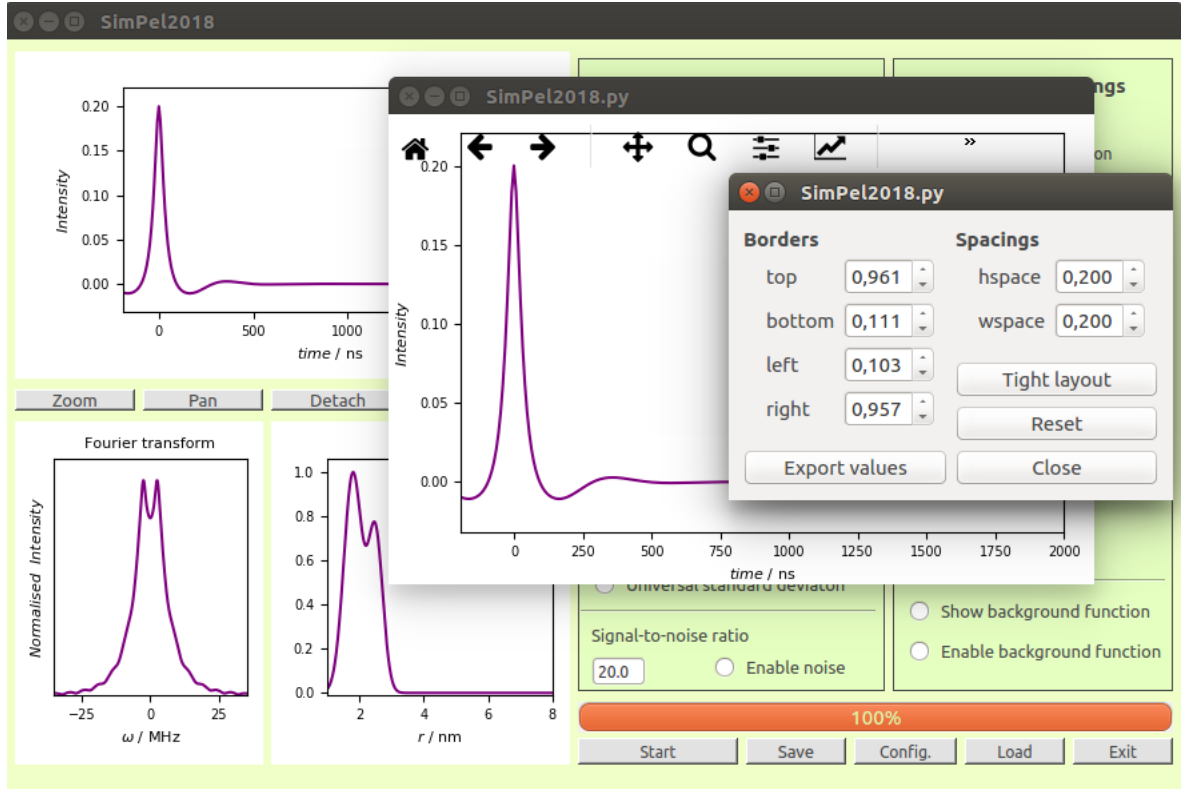 SimPel2018
0.20
0.15
0.10
0.05
0.00
Intensity
0
500
1000
time / ns
Zoom
Pan
Detach
Fourier transform
Normalised Intensity
−25
0
25
ω / MHz
1.0
0.8
0.6
0.4
0.2
0.0
2
4
6
8
r / nm
SimPel2018.py
0.20
0.15
0.10
0.05
0.00
Intensity
0
250
500
750
1000
1250
1500
1750
2000
time / ns
»
SimPel2018.py
Borders
top 0,961
bottom 0,111
left 0,103
right 0,957
Export values
Spacings
hspace 0,200
wspace 0,200
Tight layout
Reset
Close
ngs
on
Universal standard deviaton
Signal-to-noise ratio
20.0
Enable noise
Show background function
Enable background function
100%
Start
Save
Config.
Load
Exit